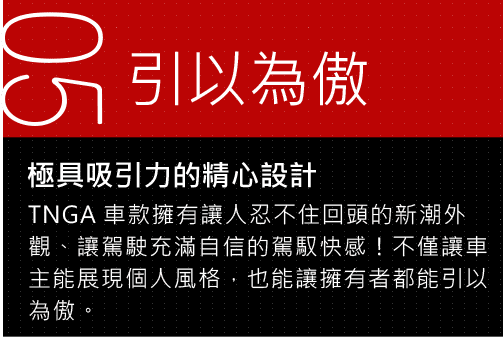 05
引以為傲
極具吸引力的精心設計
TNGA 車款擁有讓人忍不住回頭的新潮外
觀、讓駕駛充滿自信的駕馭快感！不僅讓車
主能展現個人風格，也能讓擁有者都能引以
為傲。